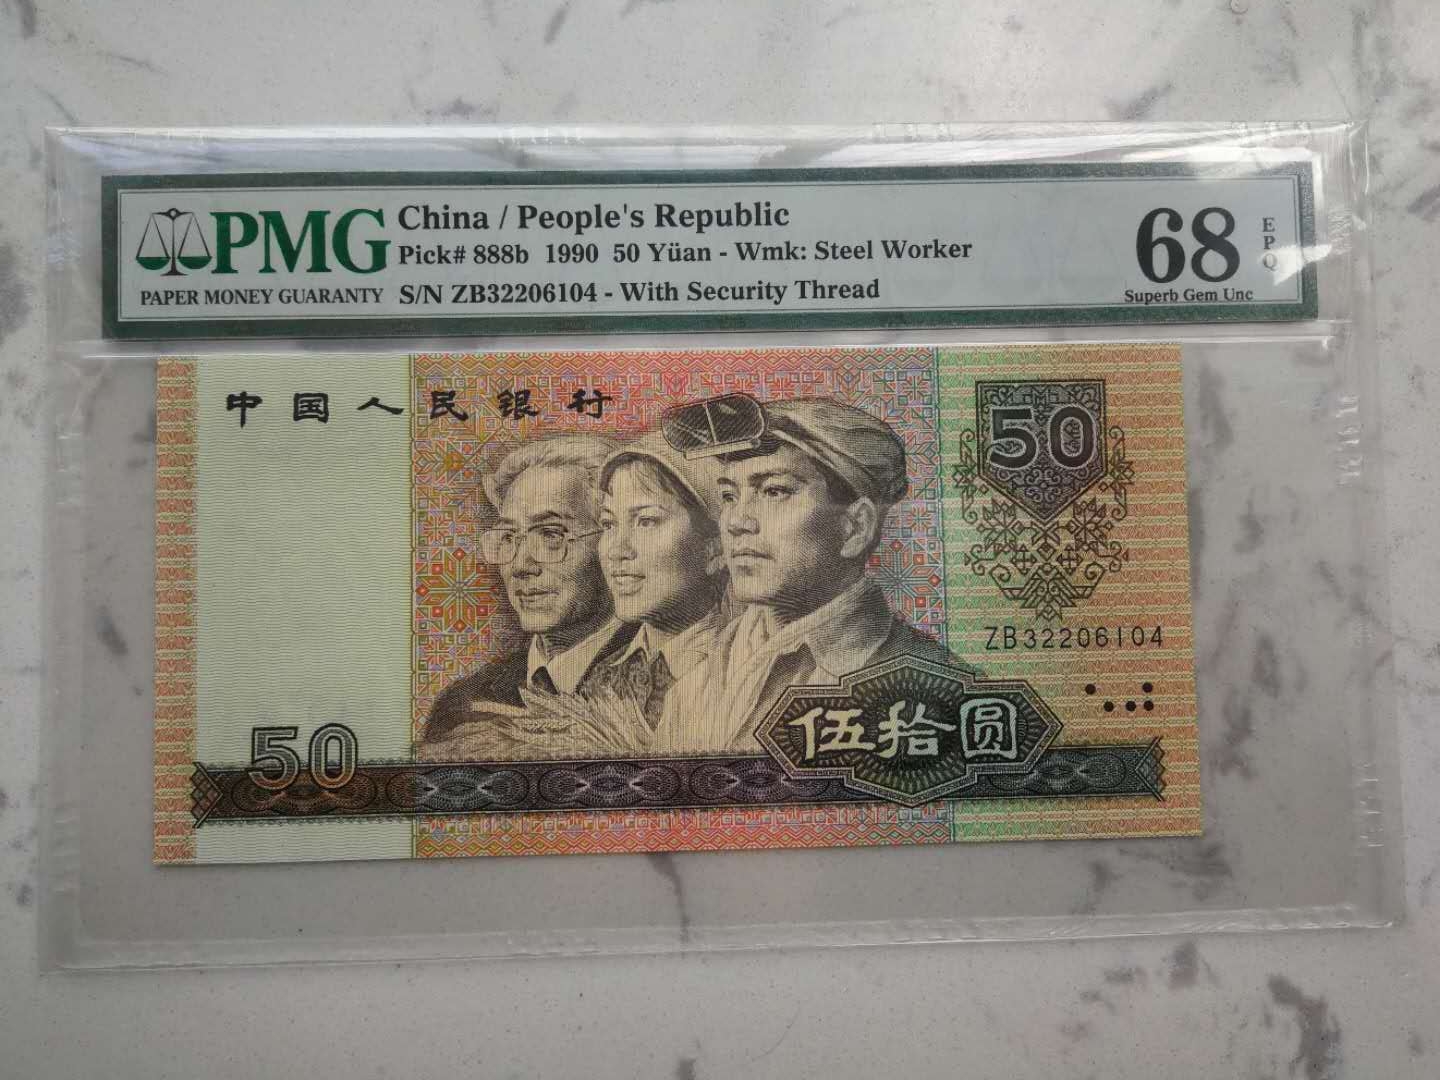 PMG
PAPER MONEY GUARANTY
China / People's Republic
Pick# 888b 1990 50 Yüan - Wmk: Steel Worker
S/N ZB32206104 - With Security Thread
68
EPQ
Superb Gem Unc
中国人民银行
50
ZB32206104
50
伍拾圆